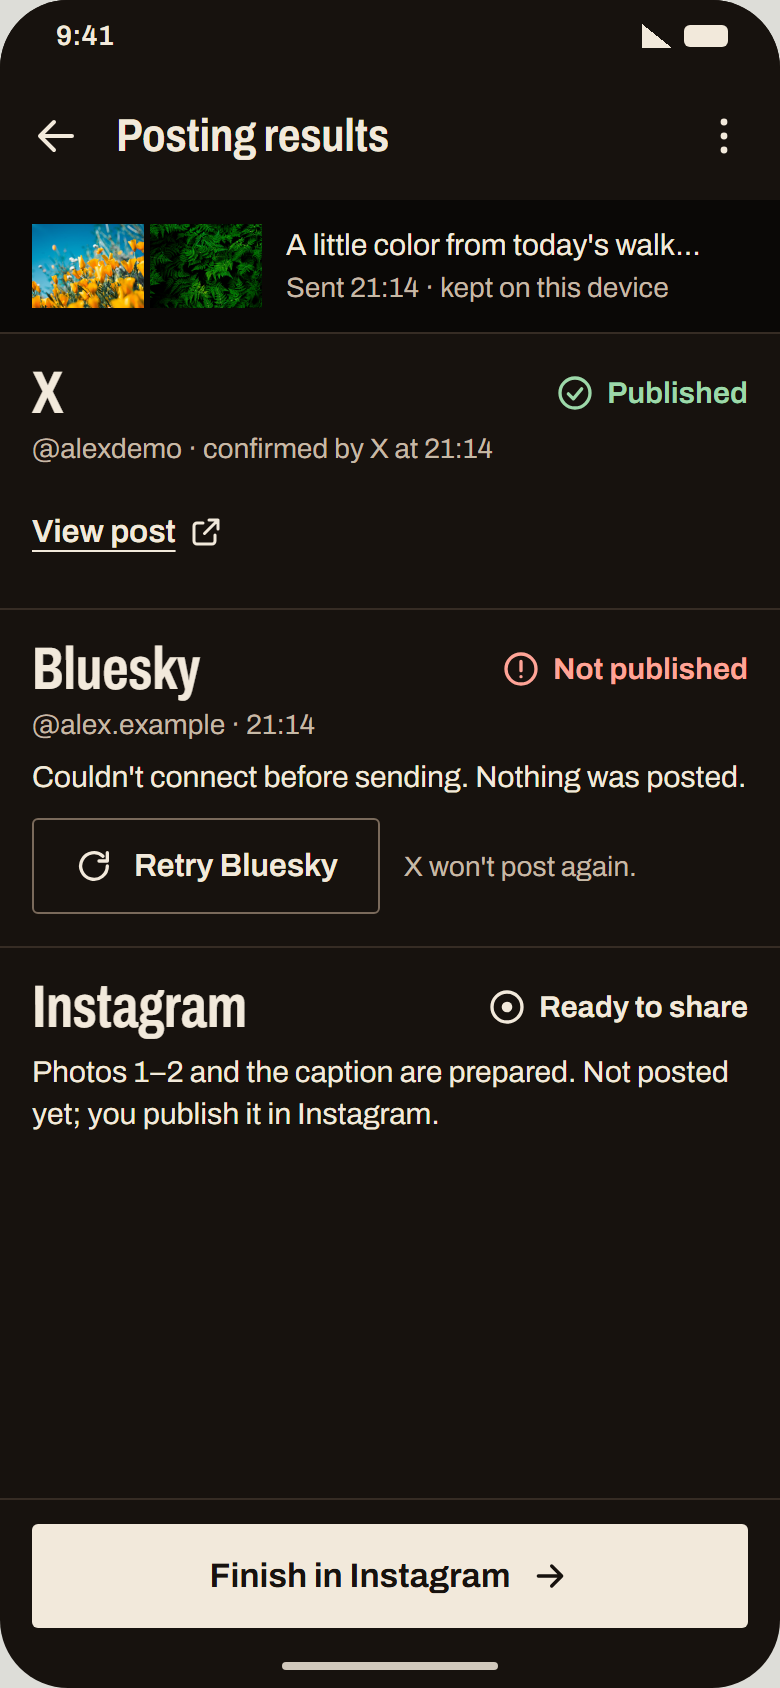 9:41
Posting results
A little color from today's walk...
Sent 21:14 · kept on this device
X
Published
@alexdemo · confirmed by X at 21:14
View post
Bluesky
Not published
@alex.example · 21:14
Couldn't connect before sending. Nothing was posted.
Retry Bluesky
X won't post again.
Instagram
Ready to share
Photos 1–2 and the caption are prepared. Not posted
yet; you publish it in Instagram.
Finish in Instagram